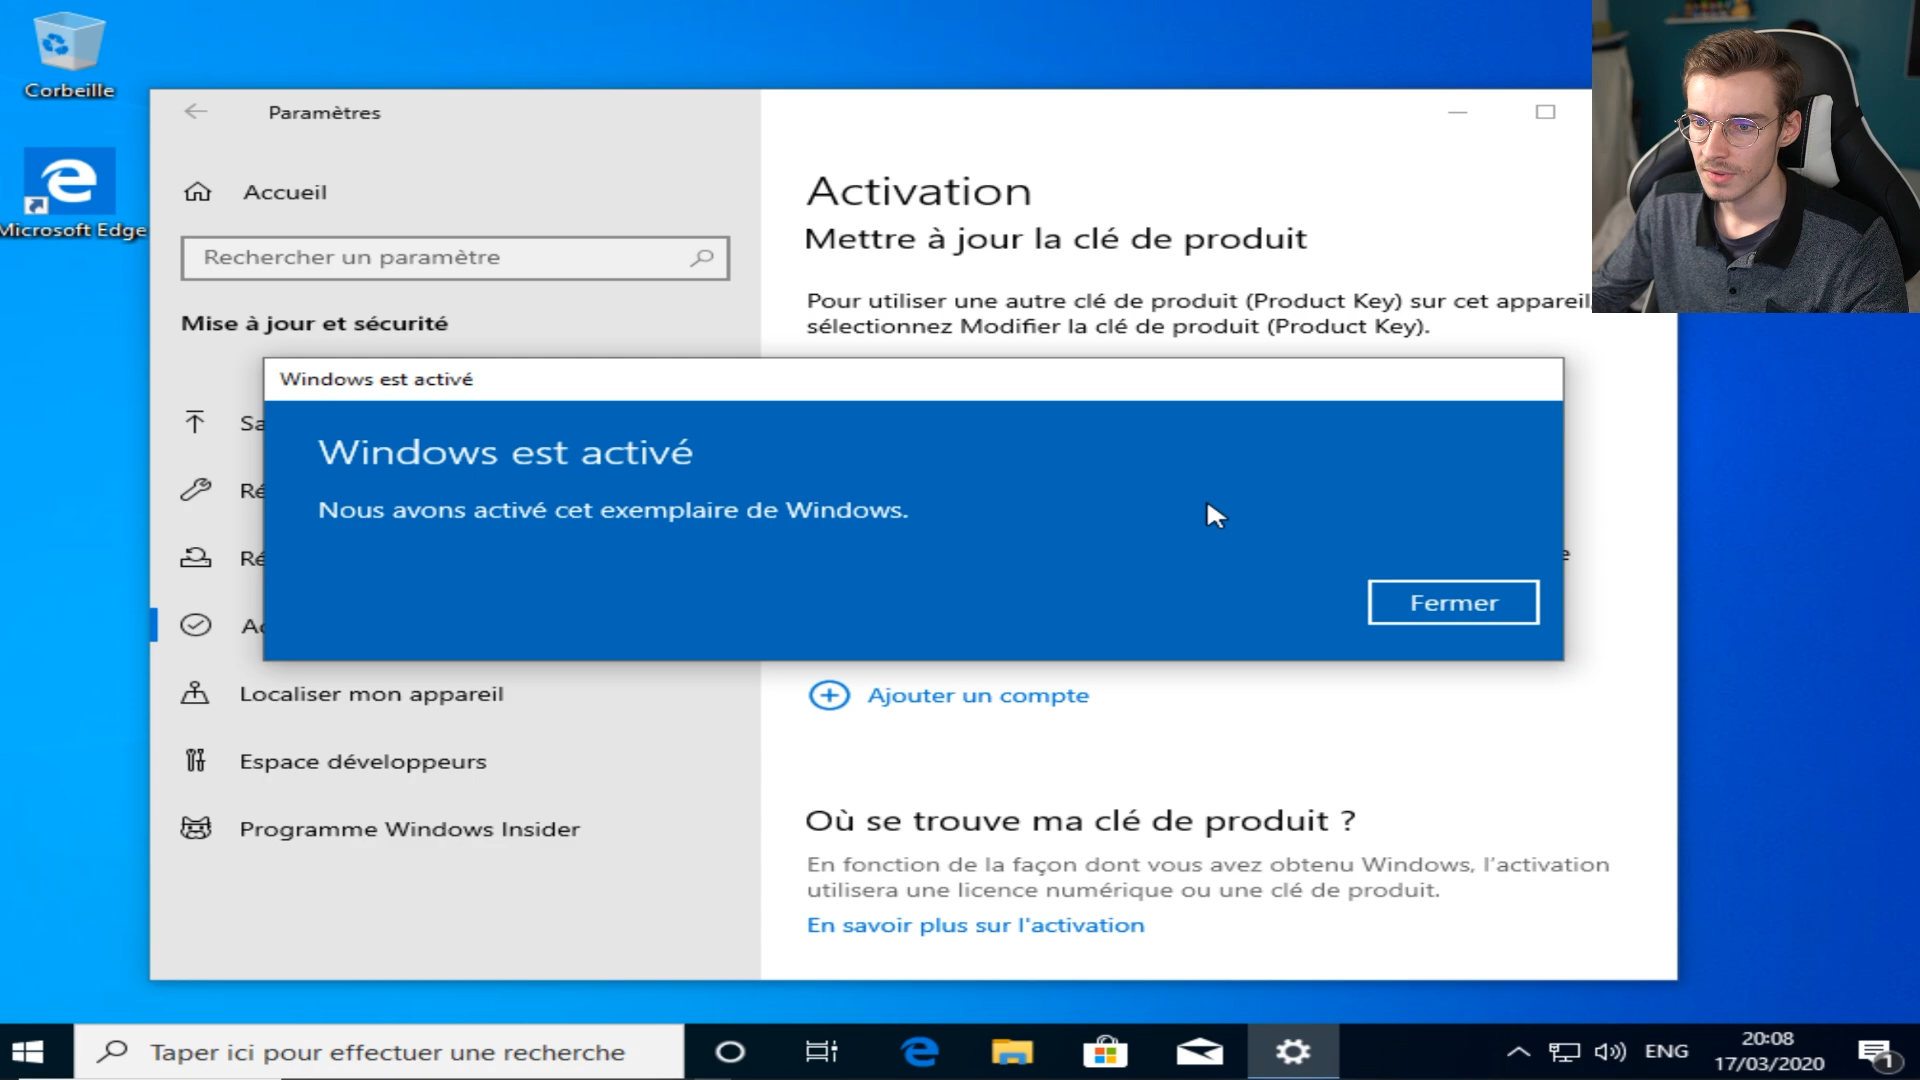 Corbeille
Microsoft Edge
Paramètres
Accueil
Rechercher un paramètre
Mise à jour et sécurité
Sa
Ré
Ré
Ac
Localiser mon appareil
Espace développeurs
Programme Windows Insider
Activation
Mettre à jour la clé de produit
Pour utiliser une autre clé de produit (Product Key) sur cet appareil,
sélectionnez Modifier la clé de produit (Product Key).
Windows est activé
Windows est activé
Nous avons activé cet exemplaire de Windows.
Fermer
e
Ajouter un compte
Où se trouve ma clé de produit ?
En fonction de la façon dont vous avez obtenu Windows, l'activation
utilisera une licence numérique ou une clé de produit.
En savoir plus sur l'activation
Taper ici pour effectuer une recherche
ENG
20:08
17/03/2020
1